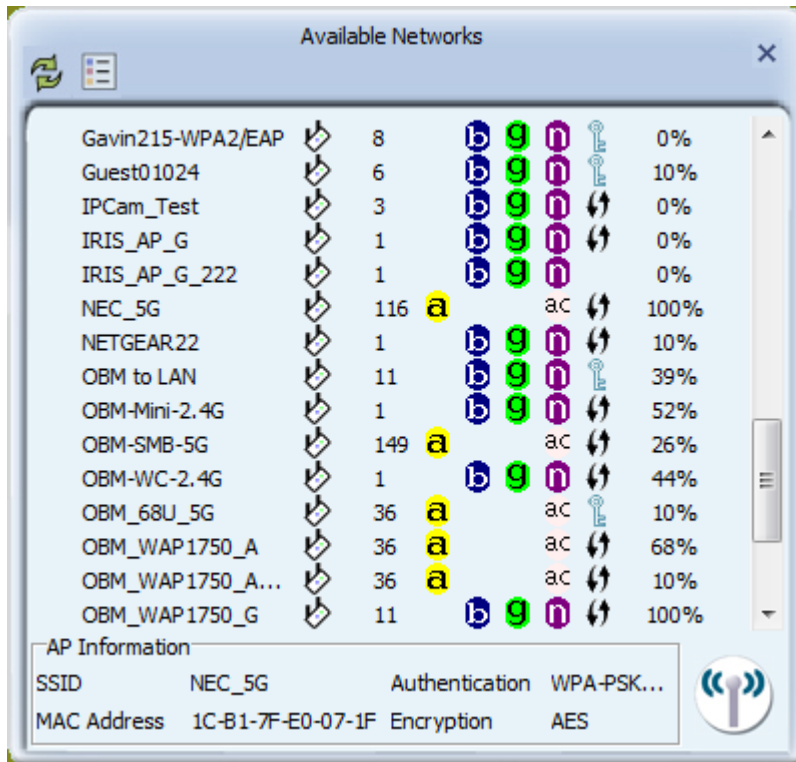 Available Networks
Gavin215-WPA2/EAP 8 b g n 0%
Guest01024 6 b g n 10%
IPCam_Test 3 b g n 0%
IRIS_AP_G 1 b g n 0%
IRIS_AP_G_222 1 b g n 0%
NEC_5G 116 a ac 100%
NETGEAR22 1 b g n 10%
OBM to LAN 11 b g n 39%
OBM-Mini-2.4G 1 b g n 52%
OBM-SMB-5G 149 a ac 26%
OBM-WC-2.4G 1 b g n 44%
OBM_68U_5G 36 a ac 10%
OBM_WAP1750_A 36 a ac 68%
OBM_WAP1750_A... 36 a ac 10%
OBM_WAP1750_G 11 b g n 100%
AP Information
SSID NEC_5G Authentication WPA-PSK...
MAC Address 1C-B1-7F-E0-07-1F Encryption AES